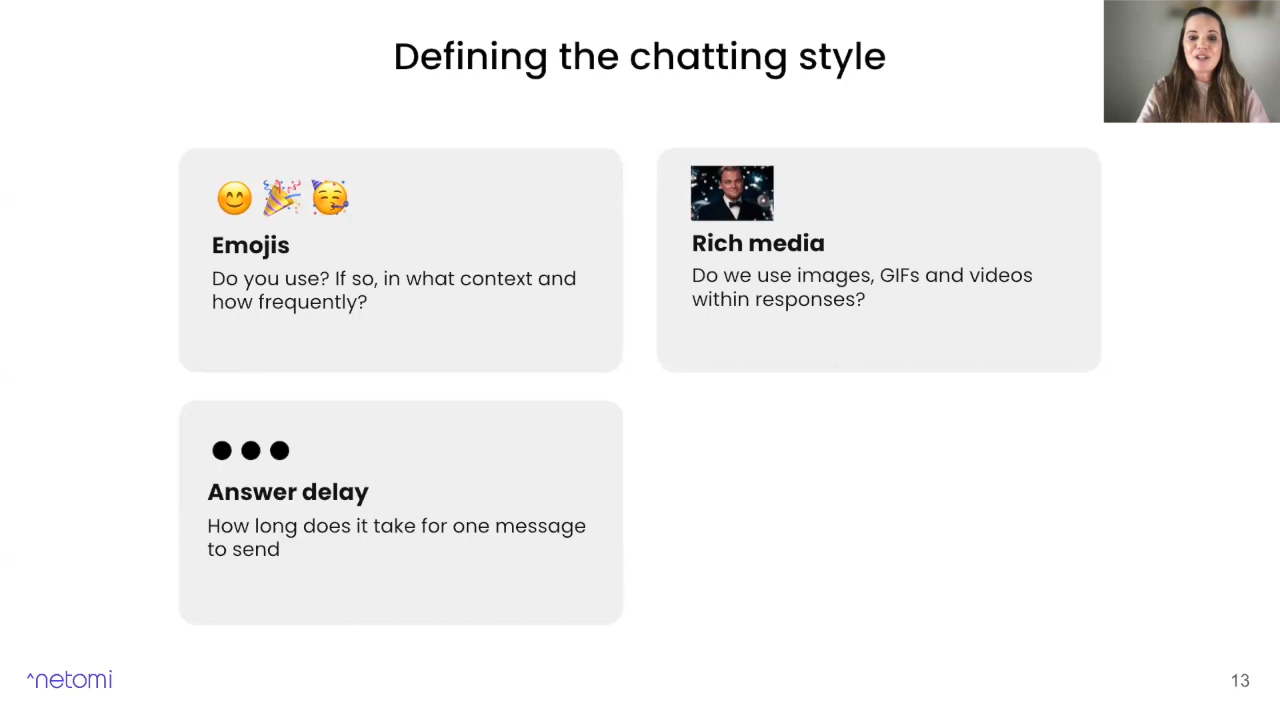 Defining the chatting style
Emojis
Do you use? If so, in what context and
how frequently?
Rich media
Do we use images, GIFs and videos
within responses?
Answer delay
How long does it take for one message
to send
^netomi
13